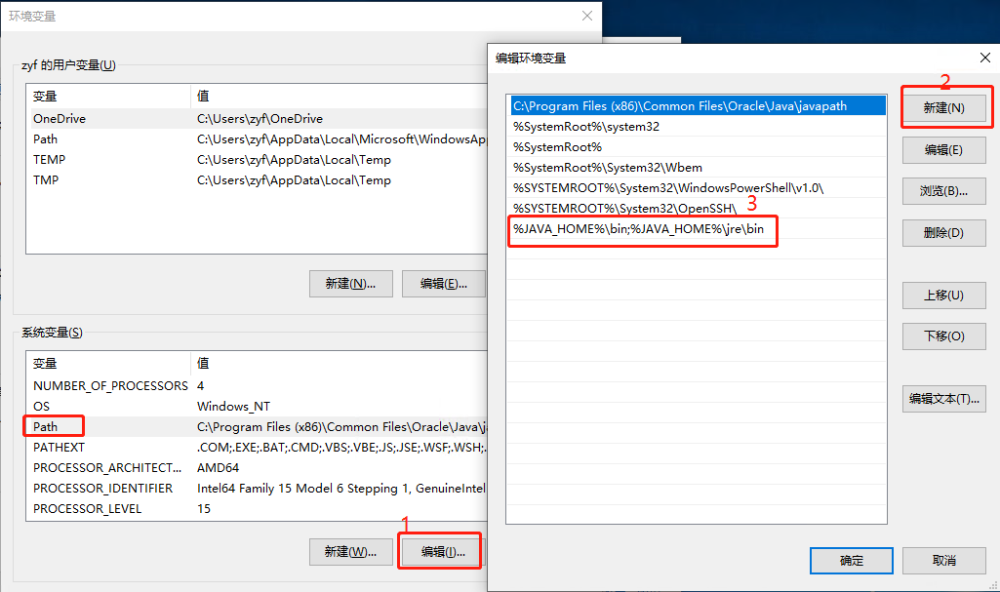 环境变量
zyf 的用户变量(U)
变量 值
OneDrive C:\Users\zyf\OneDrive
Path C:\Users\zyf\AppData\Local\Microsoft\WindowsAp
TEMP C:\Users\zyf\AppData\Local\Temp
TMP C:\Users\zyf\AppData\Local\Temp
新建(N)... 编辑(E)...
系统变量(S)
变量 值
NUMBER_OF_PROCESSORS 4
OS Windows_NT
Path C:\Program Files (x86)\Common Files\Oracle\Java\j
PATHEXT .COM;.EXE;.BAT;.CMD;.VBS;.VBE;.JS;.JSE;.WSF;.WSH;.
PROCESSOR_ARCHITECT... AMD64
PROCESSOR_IDENTIFIER Intel64 Family 15 Model 6 Stepping 1, GenuineIntel
PROCESSOR_LEVEL 15
1
新建(W)... 编辑(I)...
编辑环境变量
C:\Program Files (x86)\Common Files\Oracle\Java\javapath
%SystemRoot%\system32
%SystemRoot%
%SystemRoot%\System32\Wbem
%SYSTEMROOT%\System32\WindowsPowerShell\v1.0\
%SYSTEMROOT%\System32\OpenSSH\
3
%JAVA_HOME%\bin;%JAVA_HOME%\jre\bin
2
新建(N)
编辑(E)
浏览(B)...
删除(D)
上移(U)
下移(O)
编辑文本(T)...
确定 取消